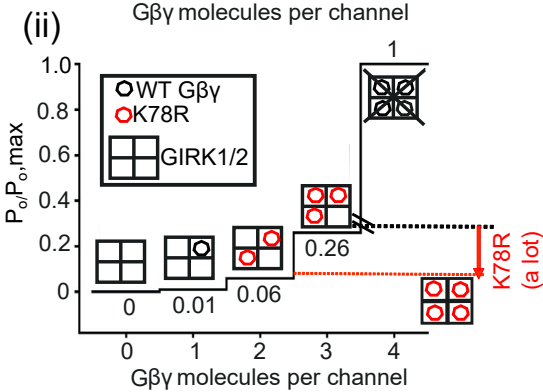 Gβγ molecules per channel
(ii)
1
1.0
0.8
0.6
0.4
0.2
0
Po/Po,max
WT Gβγ
K78R
GIRK1/2
0
0.01
0.06
0.26
K78R
(a lot)
0 1 2 3 4
Gβγ molecules per channel